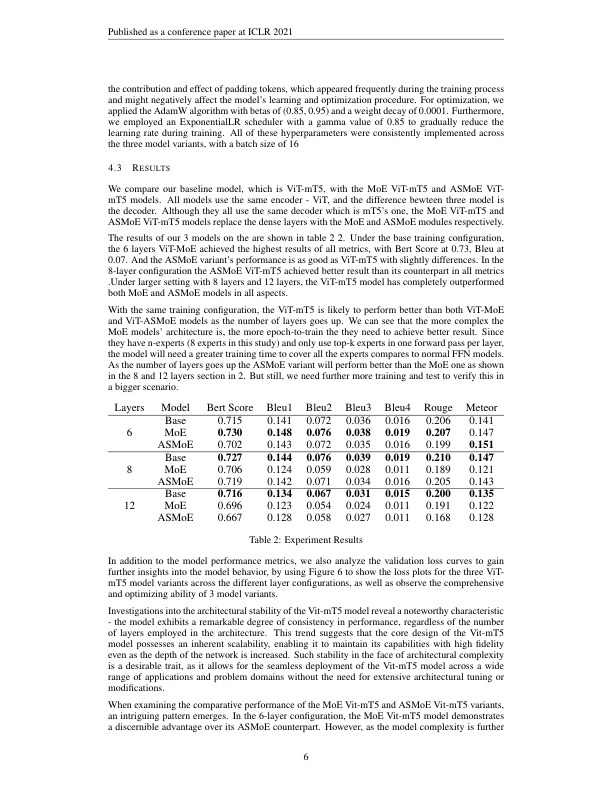 Published as a conference paper at ICLR 2021
the contribution and effect of padding tokens, which appeared frequently during the training process
and might negatively affect the model's learning and optimization procedure. For optimization, we
applied the AdamW algorithm with betas of (0.85, 0.95) and a weight decay of 0.0001. Furthermore,
we employed an ExponentialLR scheduler with a gamma value of 0.85 to gradually reduce the
learning rate during training. All of these hyperparameters were consistently implemented across
the three model variants, with a batch size of 16
4.3 RESULTS
We compare our baseline model, which is ViT-mT5, with the MoE ViT-mT5 and ASMoE ViT-
mT5 models. All models use the same encoder - ViT, and the difference bewteen three model is
the decoder. Although they all use the same decoder which is mT5's one, the MoE ViT-mT5 and
ASMoE ViT-mT5 models replace the dense layers with the MoE and ASMoE modules respectively.
The results of our 3 models on the are shown in table 2 2. Under the base training configuration,
the 6 layers ViT-MoE achieved the highest results of all metrics, with Bert Score at 0.73, Bleu at
0.07. And the ASMoE variant's performance is as good as ViT-mT5 with slightly differences. In the
8-layer configuration the ASMoE ViT-mT5 achieved better result than its counterpart in all metrics
.Under larger setting with 8 layers and 12 layers, the ViT-mT5 model has completely outperformed
both MoE and ASMoE models in all aspects.
With the same training configuration, the ViT-mT5 is likely to perform better than both ViT-MoE
and ViT-ASMoE models as the number of layers goes up. We can see that the more complex the
MoE models' architecture is, the more epoch-to-train the they need to achieve better result. Since
they have n-experts (8 experts in this study) and only use top-k experts in one forward pass per layer,
the model will need a greater training time to cover all the experts compares to normal FFN models.
As the number of layers goes up the ASMoE variant will perform better than the MoE one as shown
in the 8 and 12 layers section in 2. But still, we need further more training and test to verify this in
a bigger scenario.
Layers Model Bert Score Bleu1 Bleu2 Bleu3 Bleu4 Rouge Meteor
Base 0.715 0.141 0.072 0.036 0.016 0.206 0.141
6 MoE 0.730 0.148 0.076 0.038 0.019 0.207 0.147
ASMoE 0.702 0.143 0.072 0.035 0.016 0.199 0.151
Base 0.727 0.144 0.076 0.039 0.019 0.210 0.147
8 MoE 0.706 0.124 0.059 0.028 0.011 0.189 0.121
ASMoE 0.719 0.142 0.071 0.034 0.016 0.205 0.143
Base 0.716 0.134 0.067 0.031 0.015 0.200 0.135
12 MoE 0.696 0.123 0.054 0.024 0.011 0.191 0.122
ASMoE 0.667 0.128 0.058 0.027 0.011 0.168 0.128
Table 2: Experiment Results
In addition to the model performance metrics, we also analyze the validation loss curves to gain
further insights into the model behavior, by using Figure 6 to show the loss plots for the three ViT-
mT5 model variants across the different layer configurations, as well as observe the comprehensive
and optimizing ability of 3 model variants.
Investigations into the architectural stability of the Vit-mT5 model reveal a noteworthy characteristic
- the model exhibits a remarkable degree of consistency in performance, regardless of the number
of layers employed in the architecture. This trend suggests that the core design of the Vit-mT5
model possesses an inherent scalability, enabling it to maintain its capabilities with high fidelity
even as the depth of the network is increased. Such stability in the face of architectural complexity
is a desirable trait, as it allows for the seamless deployment of the Vit-mT5 model across a wide
range of applications and problem domains without the need for extensive architectural tuning or
modifications.
When examining the comparative performance of the MoE Vit-mT5 and ASMoE Vit-mT5 variants,
an intriguing pattern emerges. In the 6-layer configuration, the MoE Vit-mT5 model demonstrates
a discernible advantage over its ASMoE counterpart. However, as the model complexity is further
6